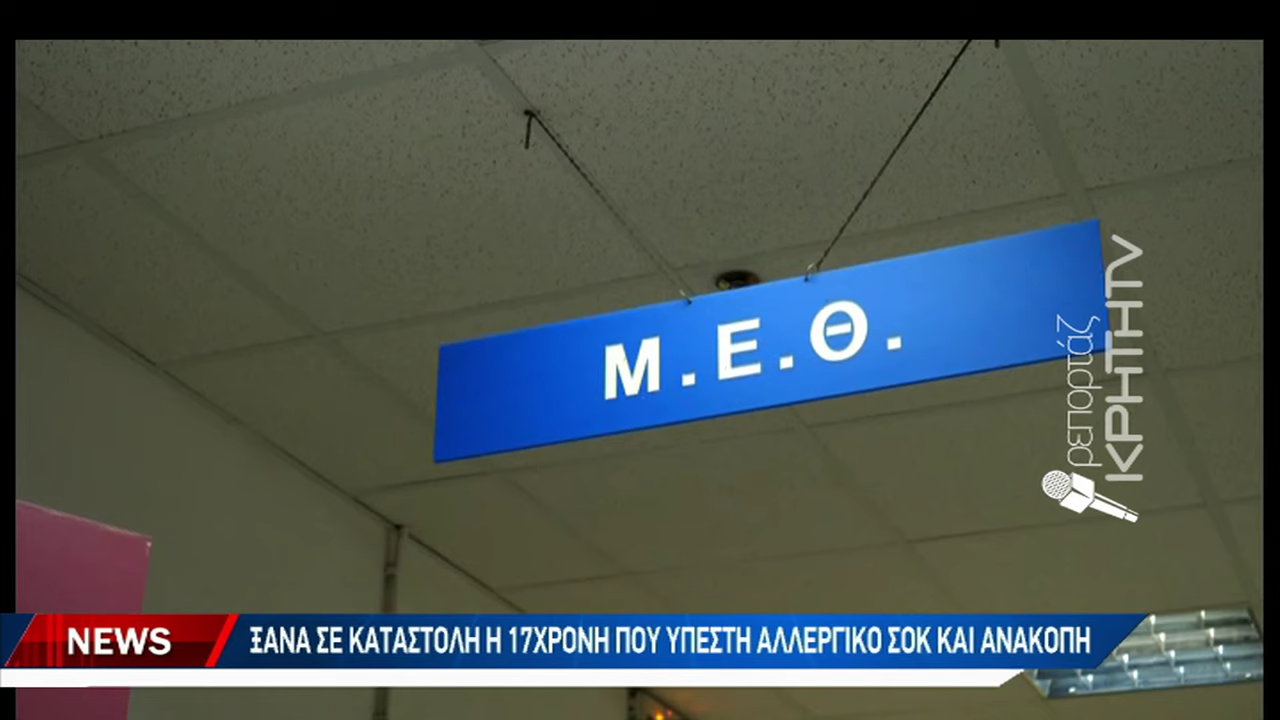 Μ.Ε.Θ.
ρεπορτάζ
ΚΡΗΤΗTV
NEWS
ΞΑΝΑ ΣΕ ΚΑΤΑΣΤΟΛΗ Η 17ΧΡΟΝΗ ΠΟΥ ΥΠΕΣΤΗ ΑΛΛΕΡΓΙΚΟ ΣΟΚ ΚΑΙ ΑΝΑΚΟΠΗ